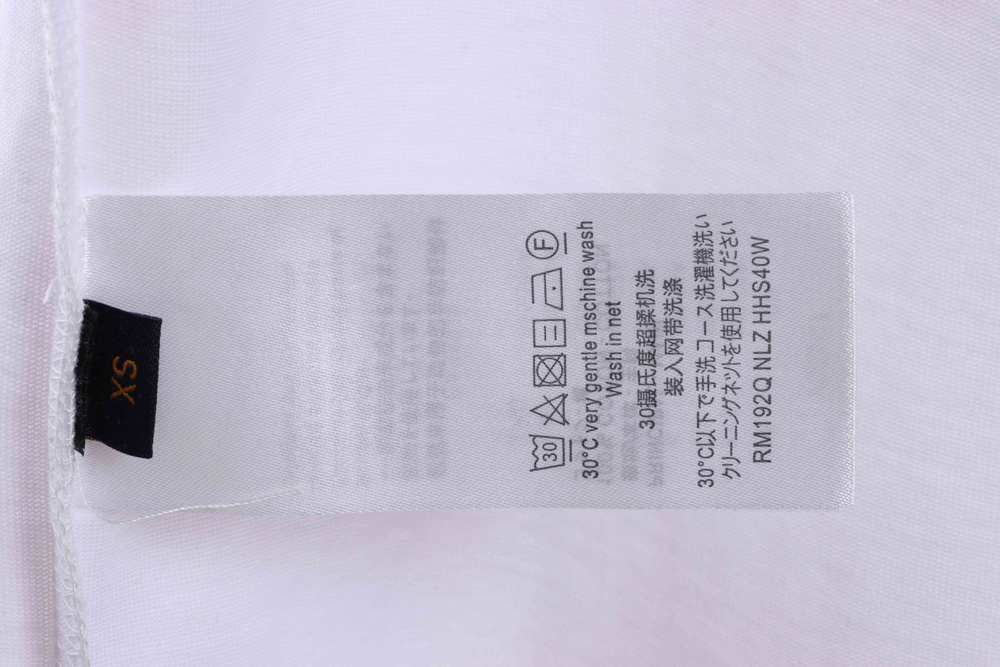 XS
30
F
30°C very gentle mschine wash
Wash in net
30摄氏度超揉机洗
装入网带洗涤
30°C以下で手洗コース洗濯機洗い
クリーニングネットを使用してください
RM192Q NLZ HHS40W